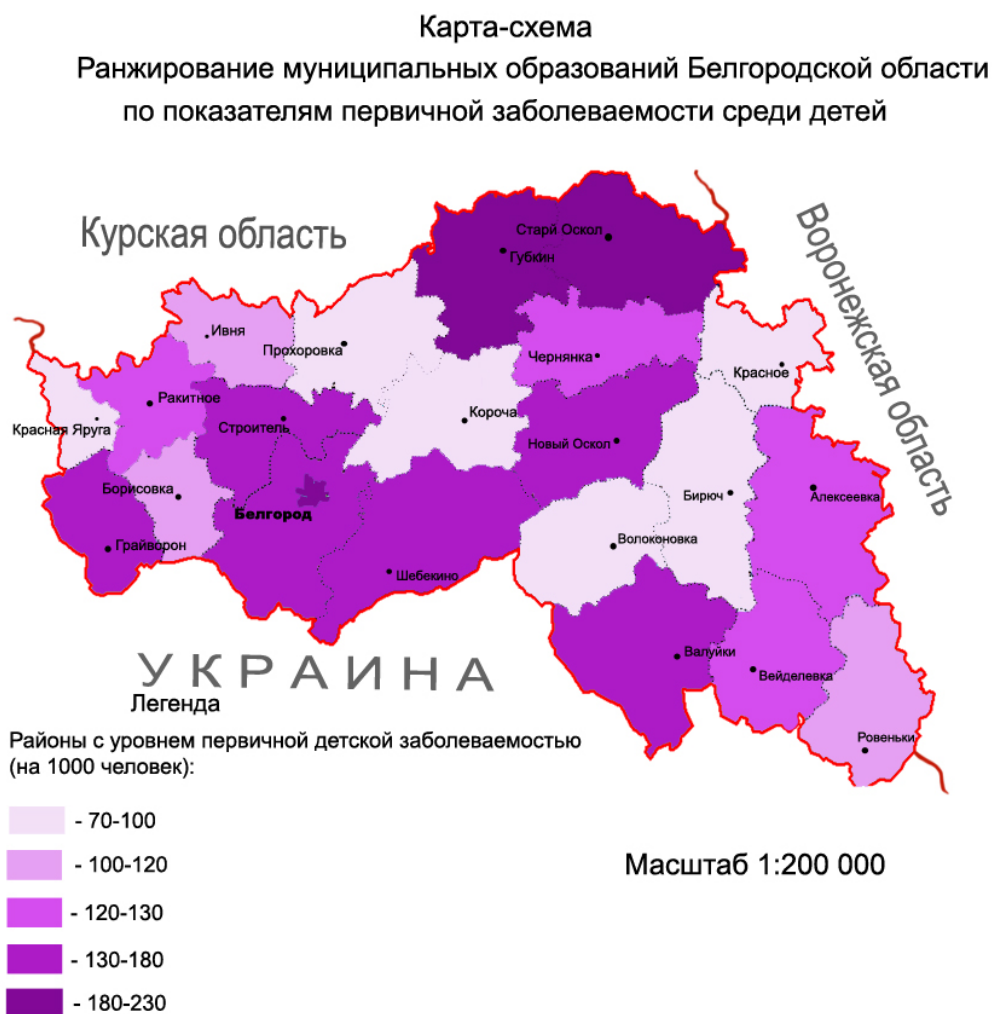 Карта-схема
Ранжирование муниципальных образований Белгородской области
по показателям первичной заболеваемости среди детей
Курская область
Воронежская область
Старй Оскол
Губкин
Ивня
Прохоровка
Чернянка
Красное
Ракитное
Короча
Строитель
Красная Яруга
Новый Оскол
Борисовка
Бирюч
Алексеевка
Белгород
Грайворон
Волоконовка
Шебекино
Валуйки
Вейделевка
Ровеньки
УКРАИНА
Легенда
Районы с уровнем первичной детской заболеваемостью
(на 1000 человек):
- 70-100
- 100-120
- 120-130
- 130-180
- 180-230
Масштаб 1:200 000